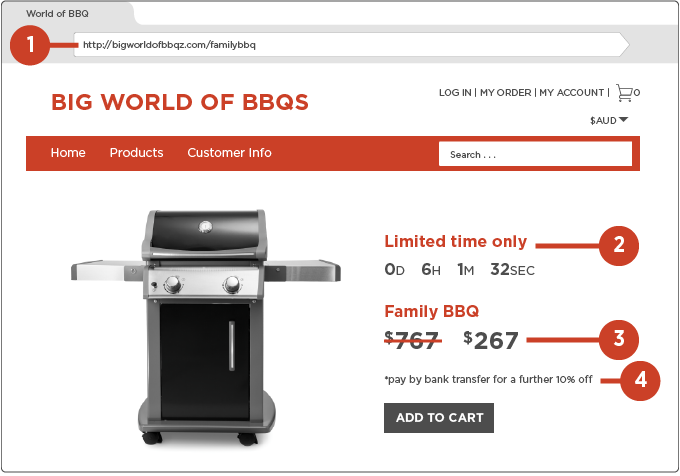 World of BBQ
1
http://bigworldofbbqz.com/familybbq
BIG WORLD OF BBQS
LOG IN | MY ORDER | MY ACCOUNT | 0
$AUD
Home Products Customer Info
Search . . .
Limited time only
2
0D 6H 1M 32SEC
Family BBQ
$767 $267
3
*pay by bank transfer for a further 10% off
4
ADD TO CART